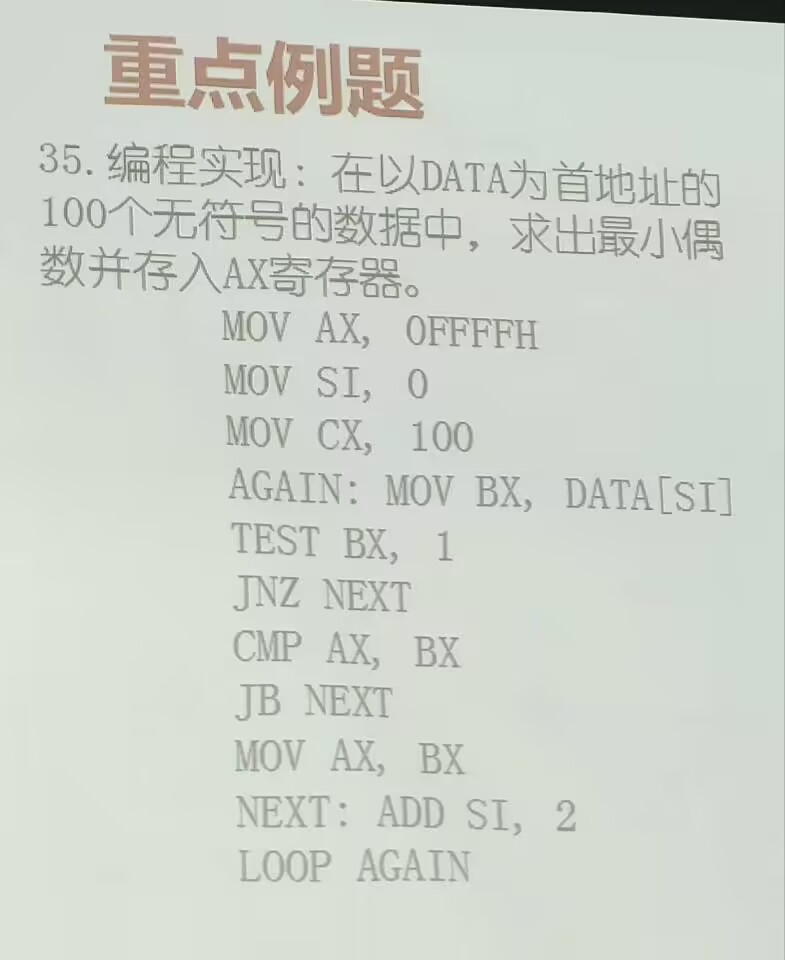 重点例题
35.编程实现：在以DATA为首地址的
100个无符号的数据中，求出最小偶
数并存入AX寄存器。
MOV AX, 0FFFFH
MOV SI, 0
MOV CX, 100
AGAIN: MOV BX, DATA[SI]
TEST BX, 1
JNZ NEXT
CMP AX, BX
JB NEXT
MOV AX, BX
NEXT: ADD SI, 2
LOOP AGAIN